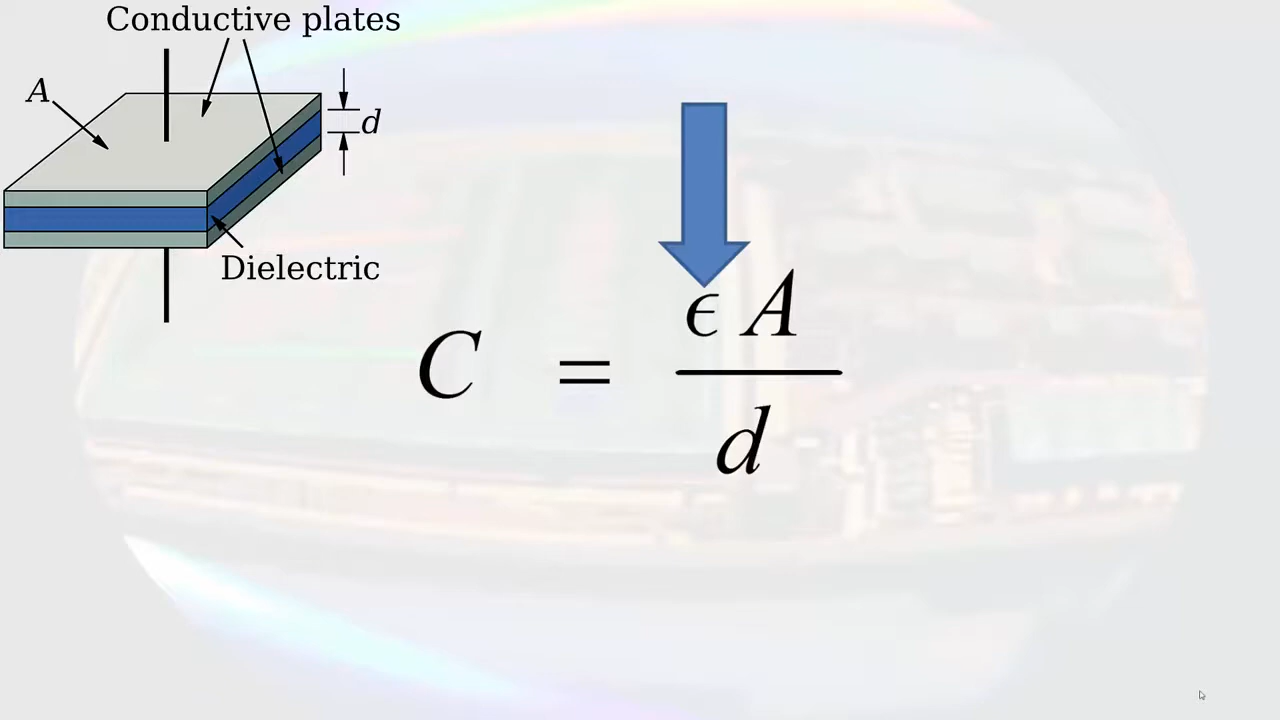 Conductive plates
A
d
Dielectric
C = ϵ A
d